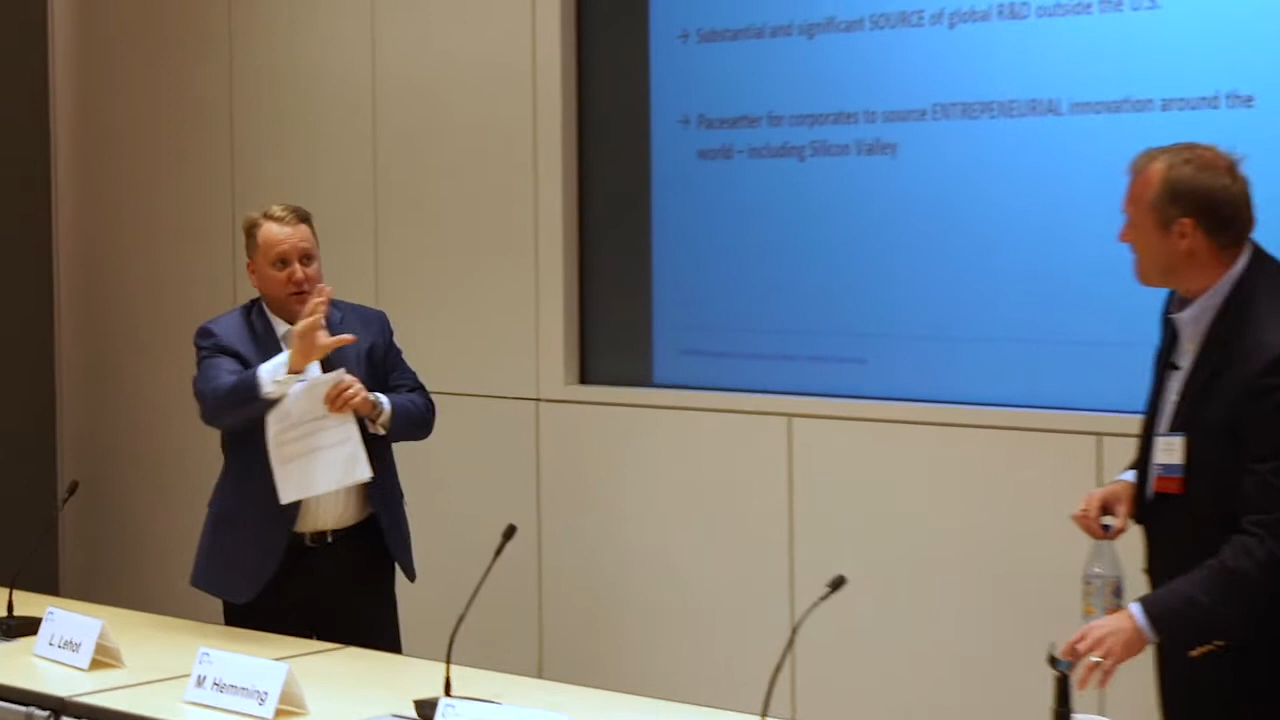 → Substantial and significant SOURCE of global R&D outside the U.S.
→ Pacesetter for corporates to source ENTREPENEURIAL innovation around the
world – including Silicon Valley
L. Lehot
M. Hemming